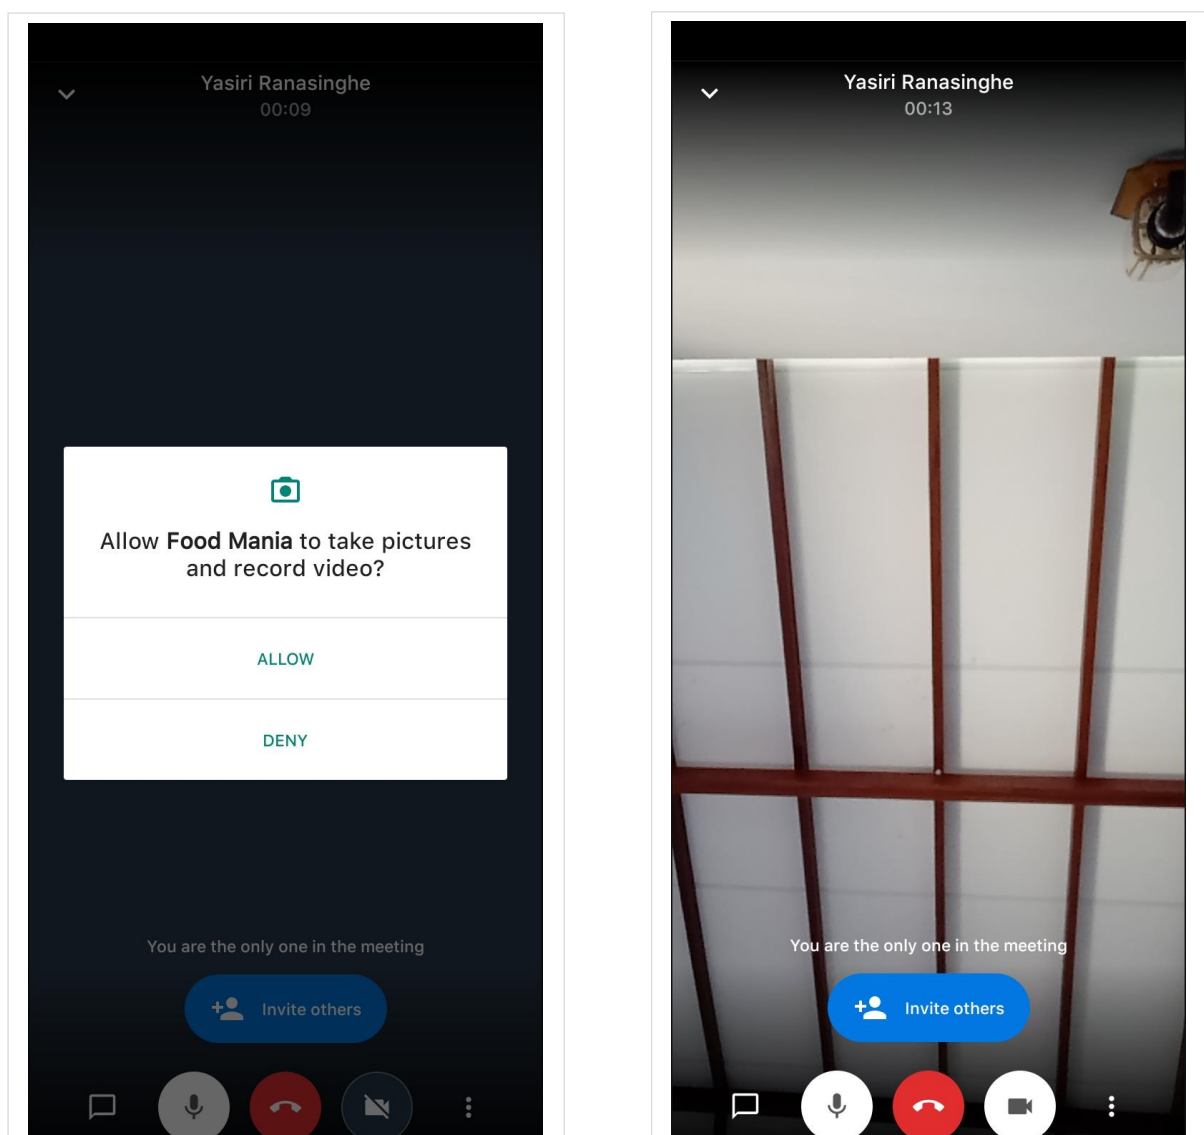 Yasiri Ranasinghe
00:09
Allow Food Mania to take pictures
and record video?
ALLOW
DENY
You are the only one in the meeting
Invite others
Yasiri Ranasinghe
00:13
You are the only one in the meeting
Invite others